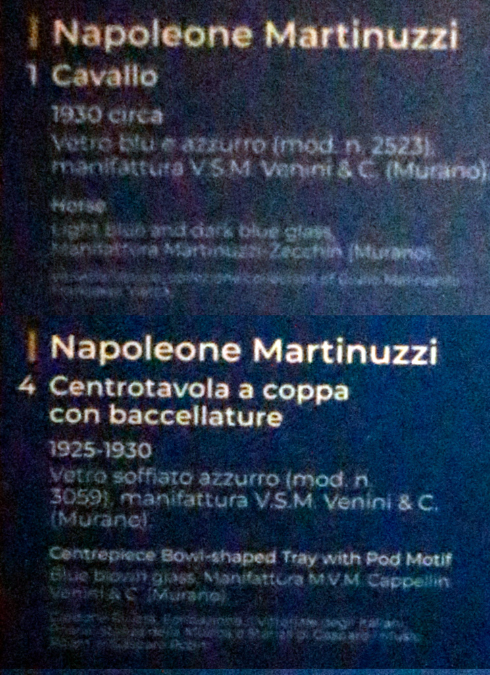 Napoleone Martinuzzi
1 Cavallo
1930 circa
Vetro blu e azzurro (mod. n. 2523),
manifattura V.S.M. Venini & C. (Murano)
Horse
Light blue and dark blue glass,
Manifattura Martinuzzi-Zecchin (Murano).
Napoleone Martinuzzi
4 Centrotavola a coppa
con baccellature
1925-1930
Vetro soffiato azzurro (mod. n.
3059), manifattura V.S.M. Venini & C.
(Murano).
Centrepiece Bowl-shaped Tray with Pod Motif
Blue blown glass, Manifattura M.V.M. Cappellin
Venini & C. (Murano).